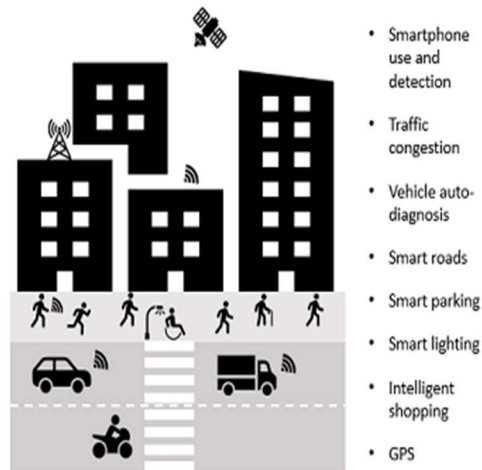 • Smartphone
use and
detection
• Traffic
congestion
• Vehicle auto-
diagnosis
• Smart roads
• Smart parking
• Smart lighting
• Intelligent
shopping
• GPS